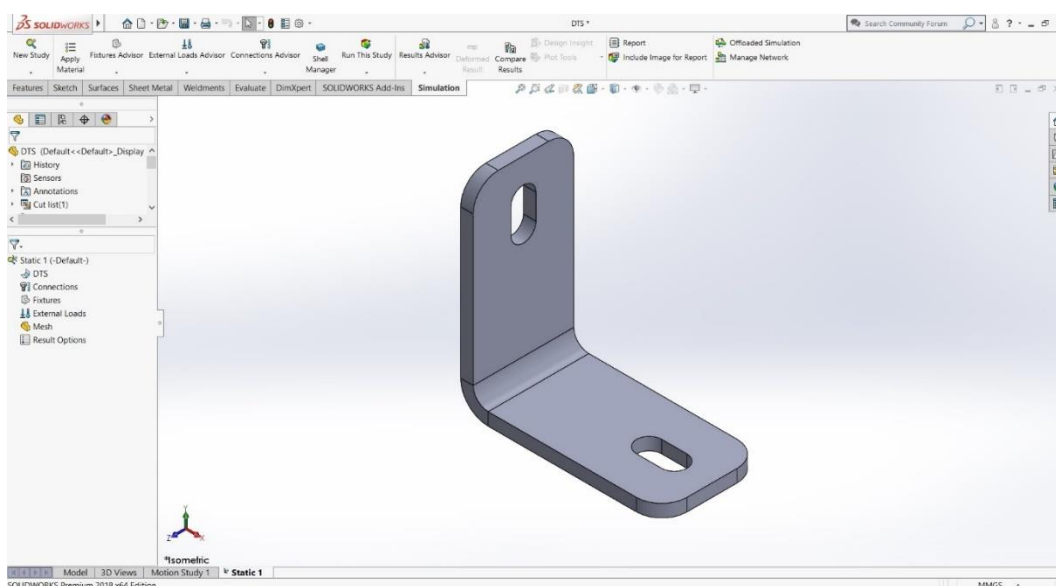 SOLIDWORKS DTS * Search Community Forum
New Study Apply Material Fixtures Advisor External Loads Advisor Connections Advisor Shell Manager Run This Study Results Advisor Deformed Result Compare Results Design Insight Plot Tools Report Include Image for Report Offloaded Simulation Manage Network
Features Sketch Surfaces Sheet Metal Weldments Evaluate DimXpert SOLIDWORKS Add-Ins Simulation
DTS (Default<<Default>_Display
History
Sensors
Annotations
Cut list(1)
Static 1 (-Default-)
DTS
Connections
Fixtures
External Loads
Mesh
Result Options
Y
Z X
*Isometric
Model 3D Views Motion Study 1 Static 1
SOLIDWORKS Premium 2018 x64 Edition MMGS